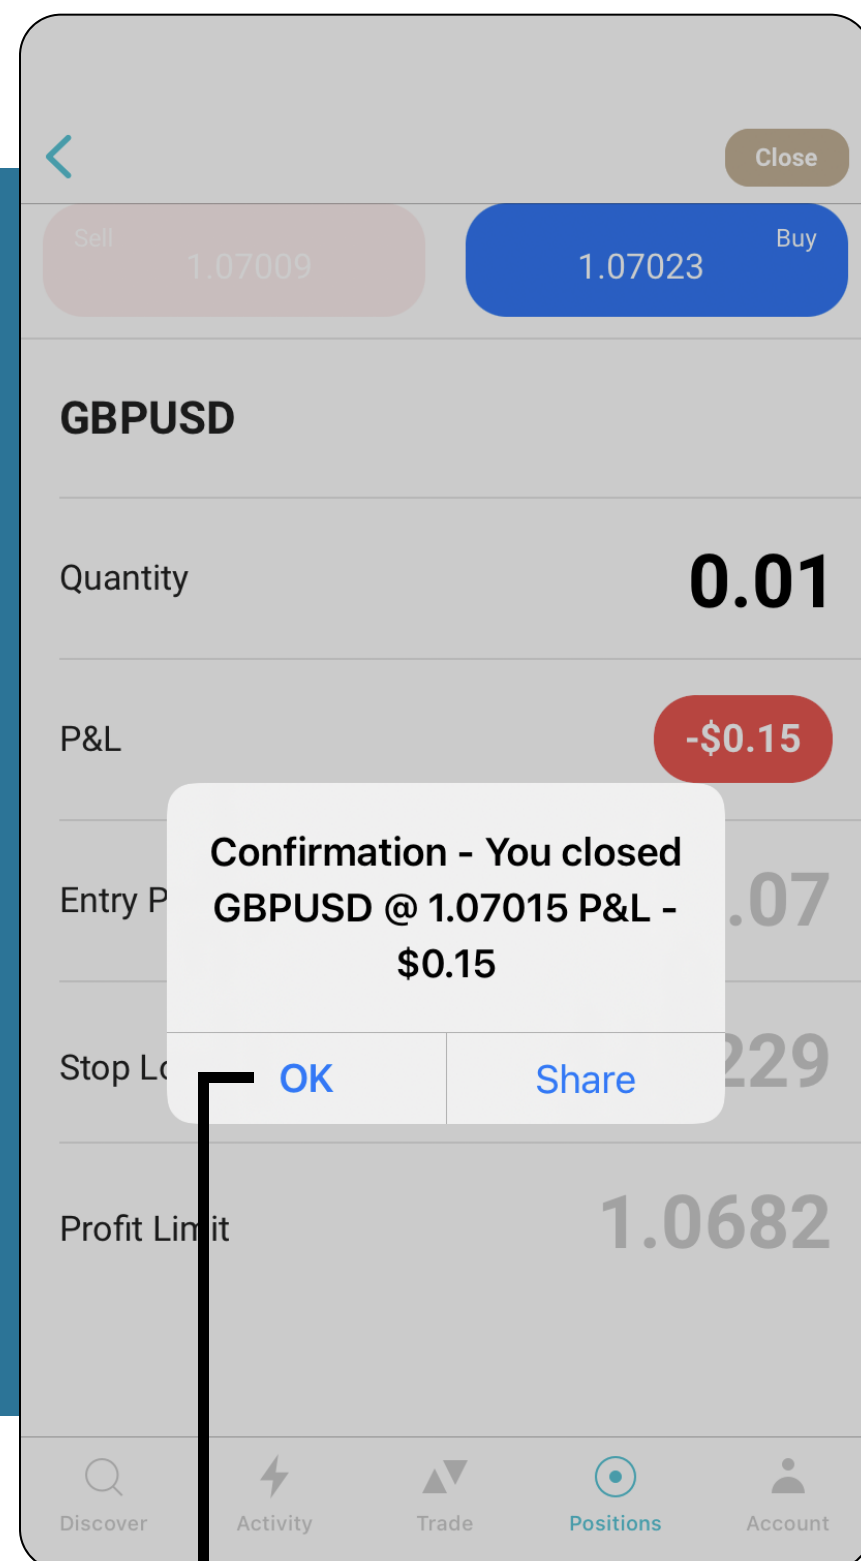 Close
Sell
1.07009
Buy
1.07023
GBPUSD
Quantity
0.01
P&L
-$0.15
Confirmation - You closed
GBPUSD @ 1.07015 P&L -
$0.15
Entry P
.07
OK
Share
Stop Lo
229
Profit Limit
1.0682
Discover
Activity
Trade
Positions
Account